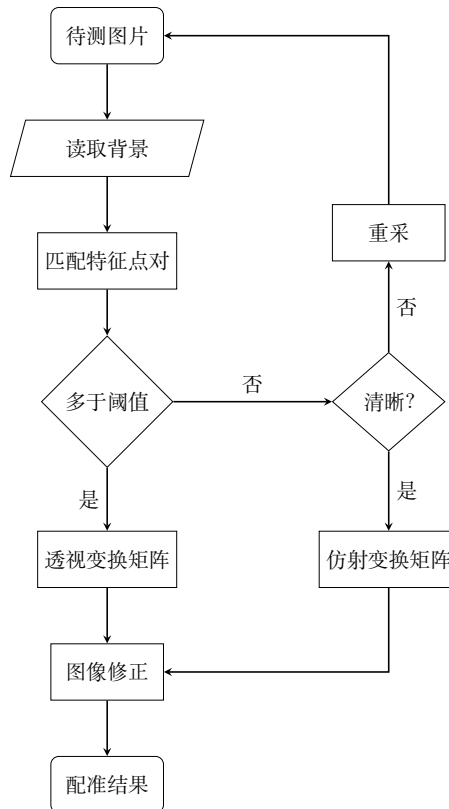 待测图片
读取背景
匹配特征点对
重采
否
多于阈值
否
清晰?
是
是
透视变换矩阵
仿射变换矩阵
图像修正
配准结果